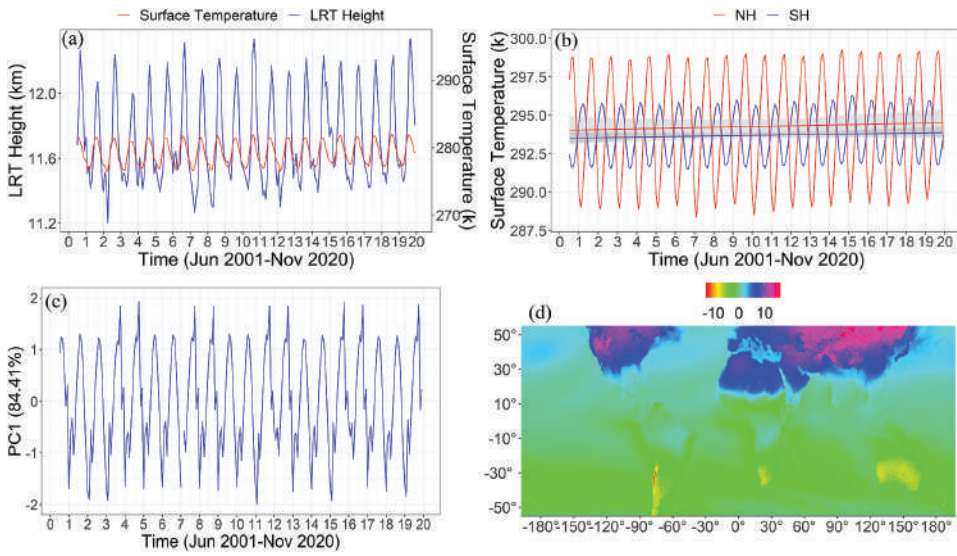 Surface Temperature LRT Height
(a)
LRT Height (km)
12.0
11.6
11.2
Surface Temperature (k)
290
280
270
0 1 2 3 4 5 6 7 8 9 10 11 12 13 14 15 16 17 18 19 20
Time (Jun 2001-Nov 2020)
NH SH
(b)
Surface Temperature (k)
300.0
297.5
295.0
292.5
290.0
287.5
0 1 2 3 4 5 6 7 8 9 10 11 12 13 14 15 16 17 18 19 20
Time (Jun 2001-Nov 2020)
(c)
PC1 (84.41%)
2
1
0
-1
-2
0 1 2 3 4 5 6 7 8 9 10 11 12 13 14 15 16 17 18 19 20
Time (Jun 2001-Nov 2020)
-10 0 10
(d)
50°
30°
10°
-10°
-30°
-50°
-180°-150°-120°-90° -60° -30° 0° 30° 60° 90° 120° 150° 180°